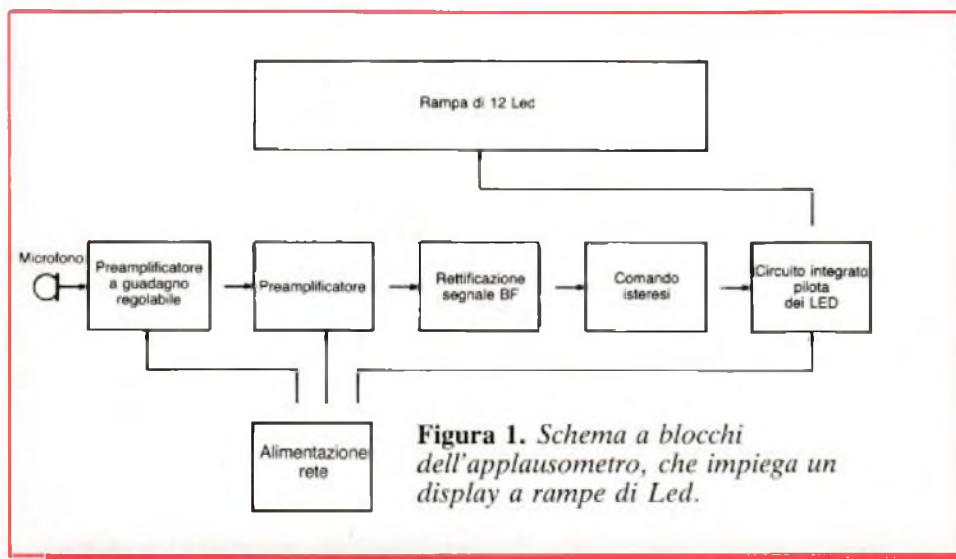 Rampa di 12 Led
Microfono
Preamplificatore
a guadagno
regolabile
Preamplificatore
Rettificazione
segnale BF
Comando
isteresi
Circuito integrato
pilota
dei LED
Alimentazione
rete
Figura 1. Schema a blocchi
dell'applausometro, che impiega un
display a rampe di Led.